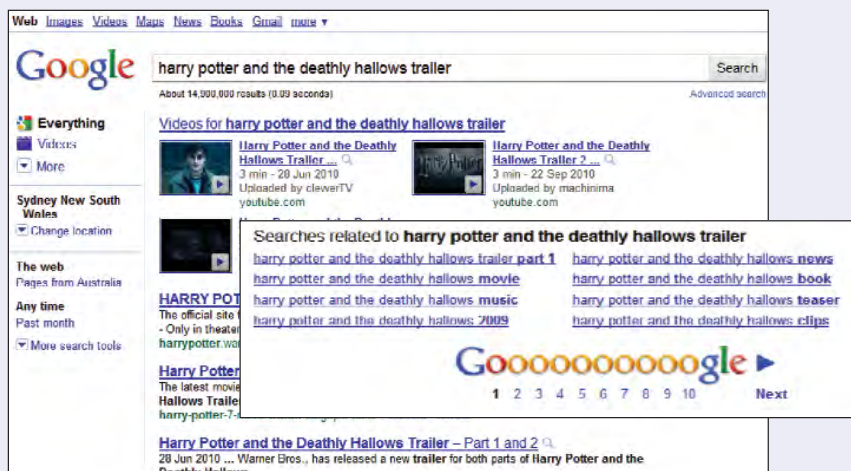 Web Images Videos Maps News Books Gmail more ▼
Google
harry potter and the deathly hallows trailer
Search
About 14,900,000 results (0.09 seconds)
Advanced search
Everything
Videos
More
Sydney New South
Wales
Change location
The web
Pages from Australia
Any time
Past month
More search tools
Videos for harry potter and the deathly hallows trailer
Harry Potter and the Deathly
Hallows Trailer ...
3 min - 28 Jun 2010
Uploaded by clewerTV
youtube.com
Harry Potter and the Deathly
Hallows Trailer 2 ...
3 min - 22 Sep 2010
Uploaded by machinima
youtube.com
HARRY POT
The official site
- Only in theater
harrypotter.wa
Harry Potter
The latest movie
Hallows Traile
harry-potter-7-
Harry Potter and the Deathly Hallows Trailer – Part 1 and 2
28 Jun 2010 ... Warner Bros., has released a new trailer for both parts of Harry Potter and the
Searches related to harry potter and the deathly hallows trailer
harry potter and the deathly hallows trailer part 1
harry potter and the deathly hallows news
harry potter and the deathly hallows movie
harry potter and the deathly hallows book
harry potter and the deathly hallows music
harry potter and the deathly hallows teaser
harry potter and the deathly hallows 2009
harry potter and the deathly hallows clips
Goooooooooogle
1 2 3 4 5 6 7 8 9 10 Next